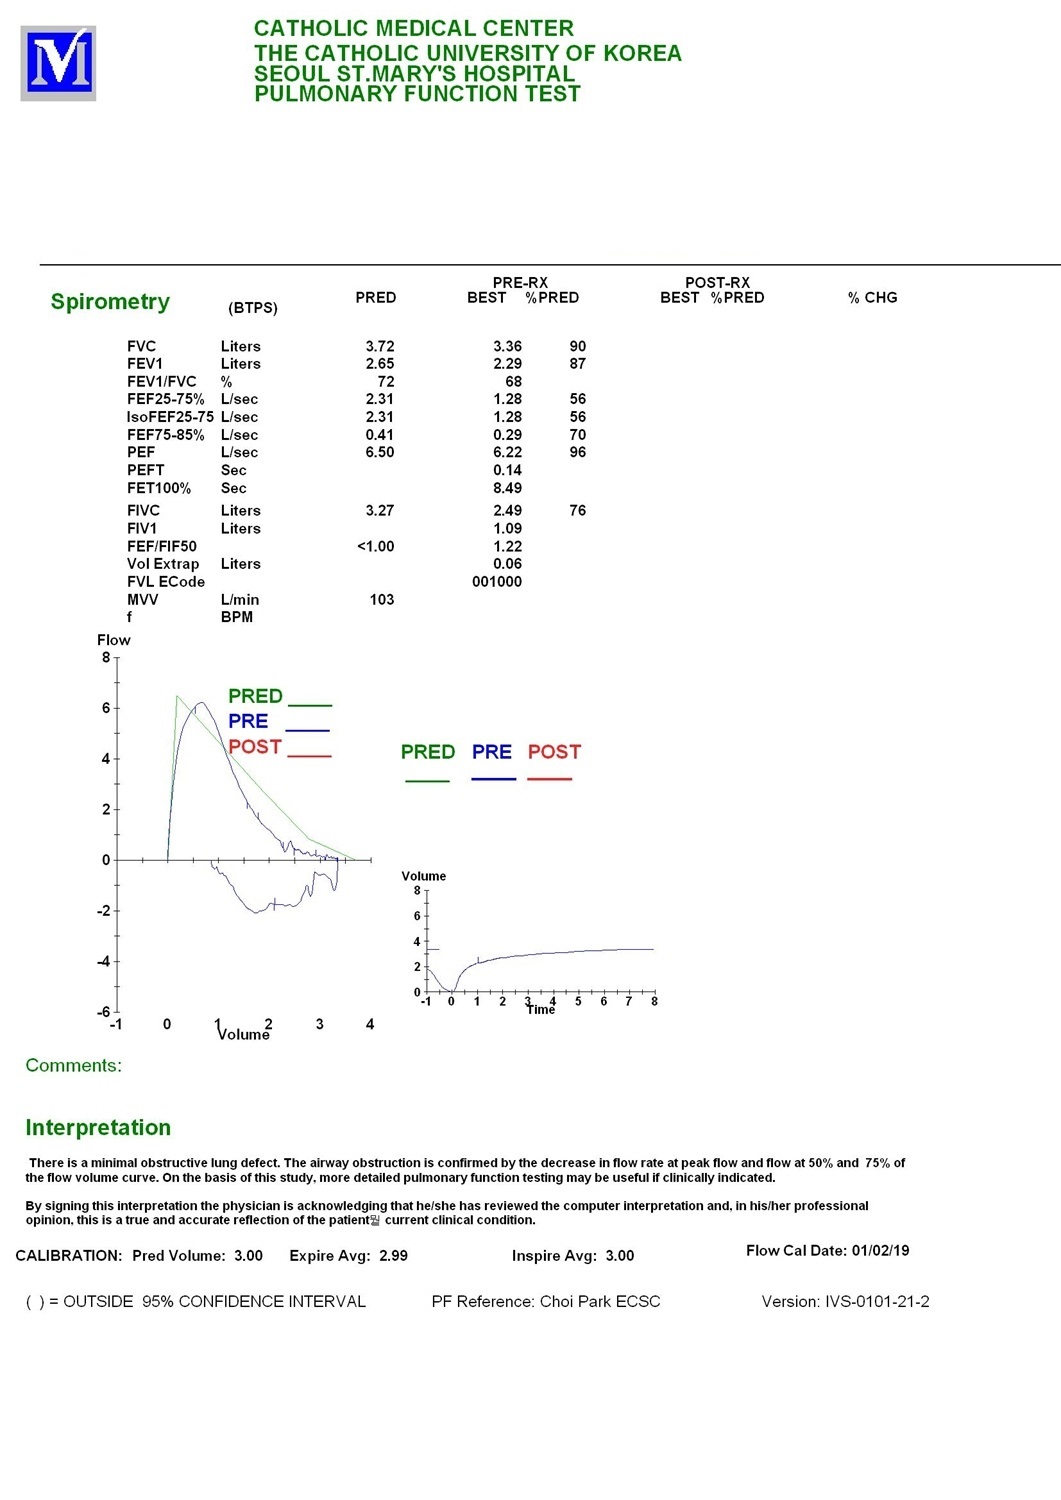 CATHOLIC MEDICAL CENTER
THE CATHOLIC UNIVERSITY OF KOREA
SEOUL ST.MARY'S HOSPITAL
PULMONARY FUNCTION TEST
PRE-RX POST-RX
Spirometry (BTPS) PRED BEST %PRED BEST %PRED % CHG
FVC Liters 3.72 3.36 90
FEV1 Liters 2.65 2.29 87
FEV1/FVC % 72 68
FEF25-75% L/sec 2.31 1.28 56
IsoFEF25-75 L/sec 2.31 1.28 56
FEF75-85% L/sec 0.41 0.29 70
PEF L/sec 6.50 6.22 96
PEFT Sec 0.14
FET100% Sec 8.49
FIVC Liters 3.27 2.49 76
FIV1 Liters 1.09
FEF/FIF50 <1.00 1.22
Vol Extrap Liters 0.06
FVL ECode 001000
MVV L/min 103
f BPM
Flow
8
6
4
2
0
-2
-4
-6
-1 0 1 2 3 4
Volume
PRED
PRE
POST
PRED PRE POST
Volume
8
6
4
2
0
-1 0 1 2 3 4 5 6 7 8
Time
Comments:
Interpretation
There is a minimal obstructive lung defect. The airway obstruction is confirmed by the decrease in flow rate at peak flow and flow at 50% and 75% of
the flow volume curve. On the basis of this study, more detailed pulmonary function testing may be useful if clinically indicated.
By signing this interpretation the physician is acknowledging that he/she has reviewed the computer interpretation and, in his/her professional
opinion, this is a true and accurate reflection of the patient current clinical condition.
CALIBRATION: Pred Volume: 3.00 Expire Avg: 2.99 Inspire Avg: 3.00 Flow Cal Date: 01/02/19
( ) = OUTSIDE 95% CONFIDENCE INTERVAL PF Reference: Choi Park ECSC Version: IVS-0101-21-2